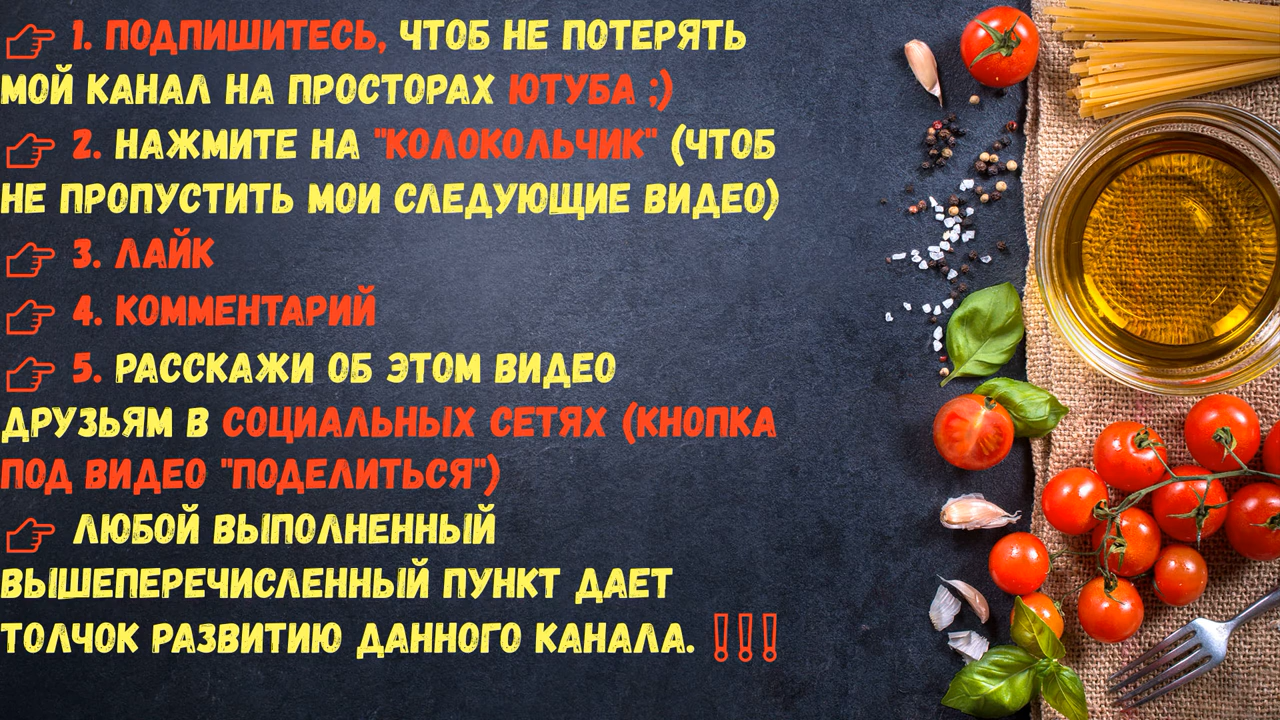 👉 1. ПОДПИШИТЕСЬ, ЧТОБ НЕ ПОТЕРЯТЬ
МОЙ КАНАЛ НА ПРОСТОРАХ ЮТУБА ;)
👉 2. НАЖМИТЕ НА "КОЛОКОЛЬЧИК" (ЧТОБ
НЕ ПРОПУСТИТЬ МОИ СЛЕДУЮЩИЕ ВИДЕО)
👉 3. ЛАЙК
👉 4. КОММЕНТАРИЙ
👉 5. РАССКАЖИ ОБ ЭТОМ ВИДЕО
ДРУЗЬЯМ В СОЦИАЛЬНЫХ СЕТЯХ (КНОПКА
ПОД ВИДЕО "ПОДЕЛИТЬСЯ")
👉 ЛЮБОЙ ВЫПОЛНЕННЫЙ
ВЫШЕПЕРЕЧИСЛЕННЫЙ ПУНКТ ДАЕТ
ТОЛЧОК РАЗВИТИЮ ДАННОГО КАНАЛА. !!!